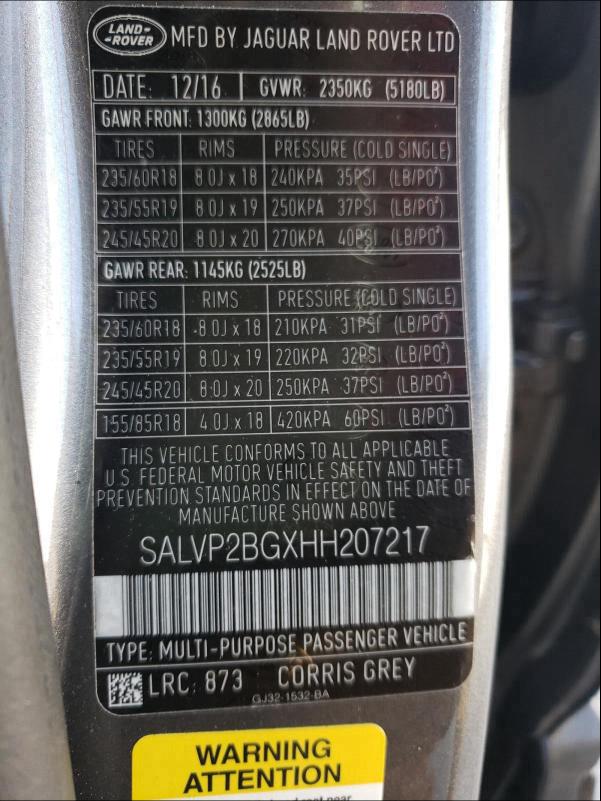 LAND-ROVER
MFD BY JAGUAR LAND ROVER LTD
DATE: 12/16 GVWR: 2350KG (5180LB)
GAWR FRONT: 1300KG (2865LB)
TIRES RIMS PRESSURE (COLD SINGLE)
235/60R18 8.0J x 18 240KPA 35PSI (LB/PO²)
235/55R19 8.0J x 19 250KPA 37PSI (LB/PO²)
245/45R20 8.0J x 20 270KPA 40PSI (LB/PO²)
GAWR REAR: 1145KG (2525LB)
TIRES RIMS PRESSURE (COLD SINGLE)
235/60R18 8.0J x 18 210KPA 31PSI (LB/PO²)
235/55R19 8.0J x 19 220KPA 32PSI (LB/PO²)
245/45R20 8.0J x 20 250KPA 37PSI (LB/PO²)
155/85R18 4.0J x 18 420KPA 60PSI (LB/PO²)
THIS VEHICLE CONFORMS TO ALL APPLICABLE
U.S. FEDERAL MOTOR VEHICLE SAFETY AND THEFT
PREVENTION STANDARDS IN EFFECT ON THE DATE OF
MANUFACTURE SHOWN ABOVE
SALVP2BGXHH207217
TYPE: MULTI-PURPOSE PASSENGER VEHICLE
LRC: 873 CORRIS GREY
GJ32-1532-BA
WARNING
ATTENTION